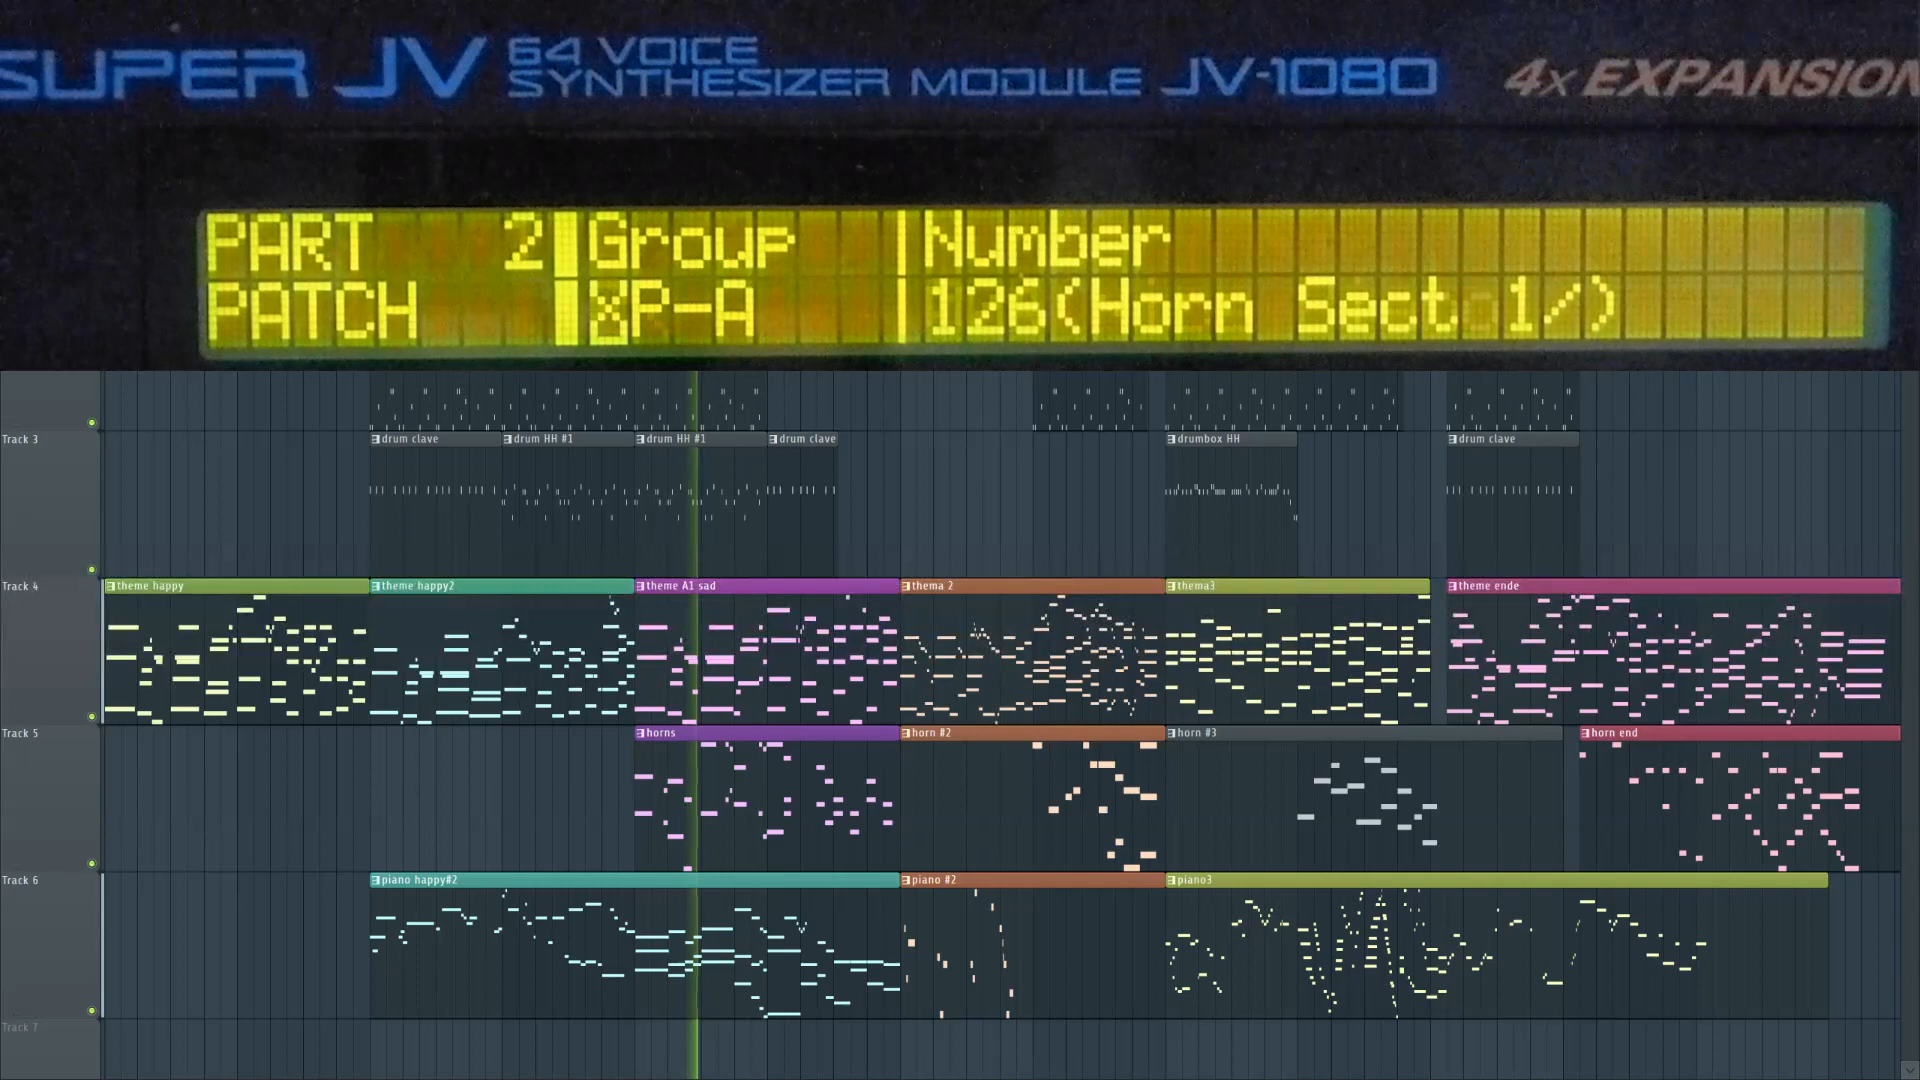 SUPER JV 64 VOICE SYNTHESIZER MODULE JV-1080 4x EXPANSION
PART 2 Group Number
PATCH XP-A 126(Horn Sect 1/)
Track 3
drum clave drum HH #1 drum HH #1 drum clave drumbox HH drum clave
Track 4
theme happy theme happy2 theme A1 sad thema 2 thema3 theme ende
Track 5
horns horn #2 horn #3 horn end
Track 6
piano happy#2 piano #2 piano3
Track 7